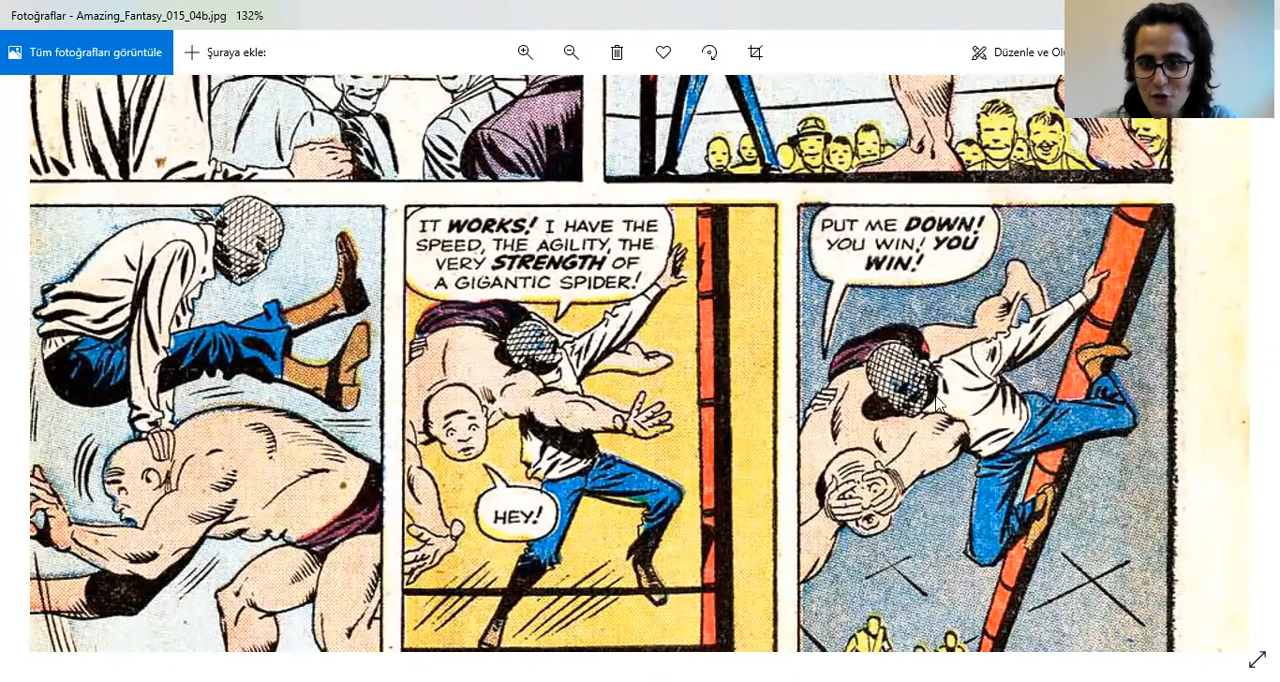 Fotoğraflar - Amazing_Fantasy_015_04b.jpg   132%
Tüm fotoğrafları görüntüle
Şuraya ekle:
Düzenle ve Olu
IT WORKS! I HAVE THE
SPEED, THE AGILITY, THE
VERY STRENGTH OF
A GIGANTIC SPIDER!
HEY!
PUT ME DOWN!
YOU WIN! YOU
WIN!